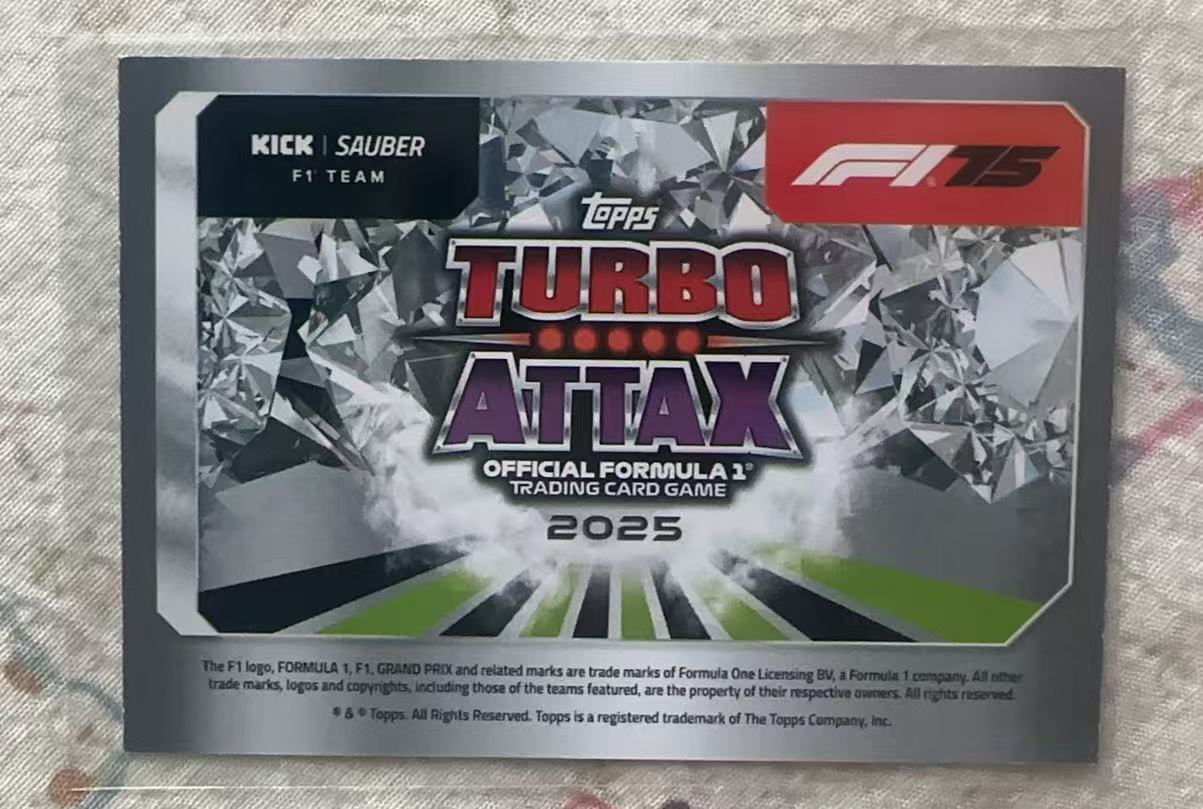 KICK | SAUBER
F1 TEAM
F1 75
Topps
TURBO
ATTAX
OFFICIAL FORMULA 1®
TRADING CARD GAME
2025
The F1 logo, FORMULA 1, F1, GRAND PRIX and related marks are trade marks of Formula One Licensing BV, a Formula 1 company. All other
trade marks, logos and copyrights, including those of the teams featured, are the property of their respective owners. All rights reserved.
® & © Topps. All Rights Reserved. Topps is a registered trademark of The Topps Company, Inc.